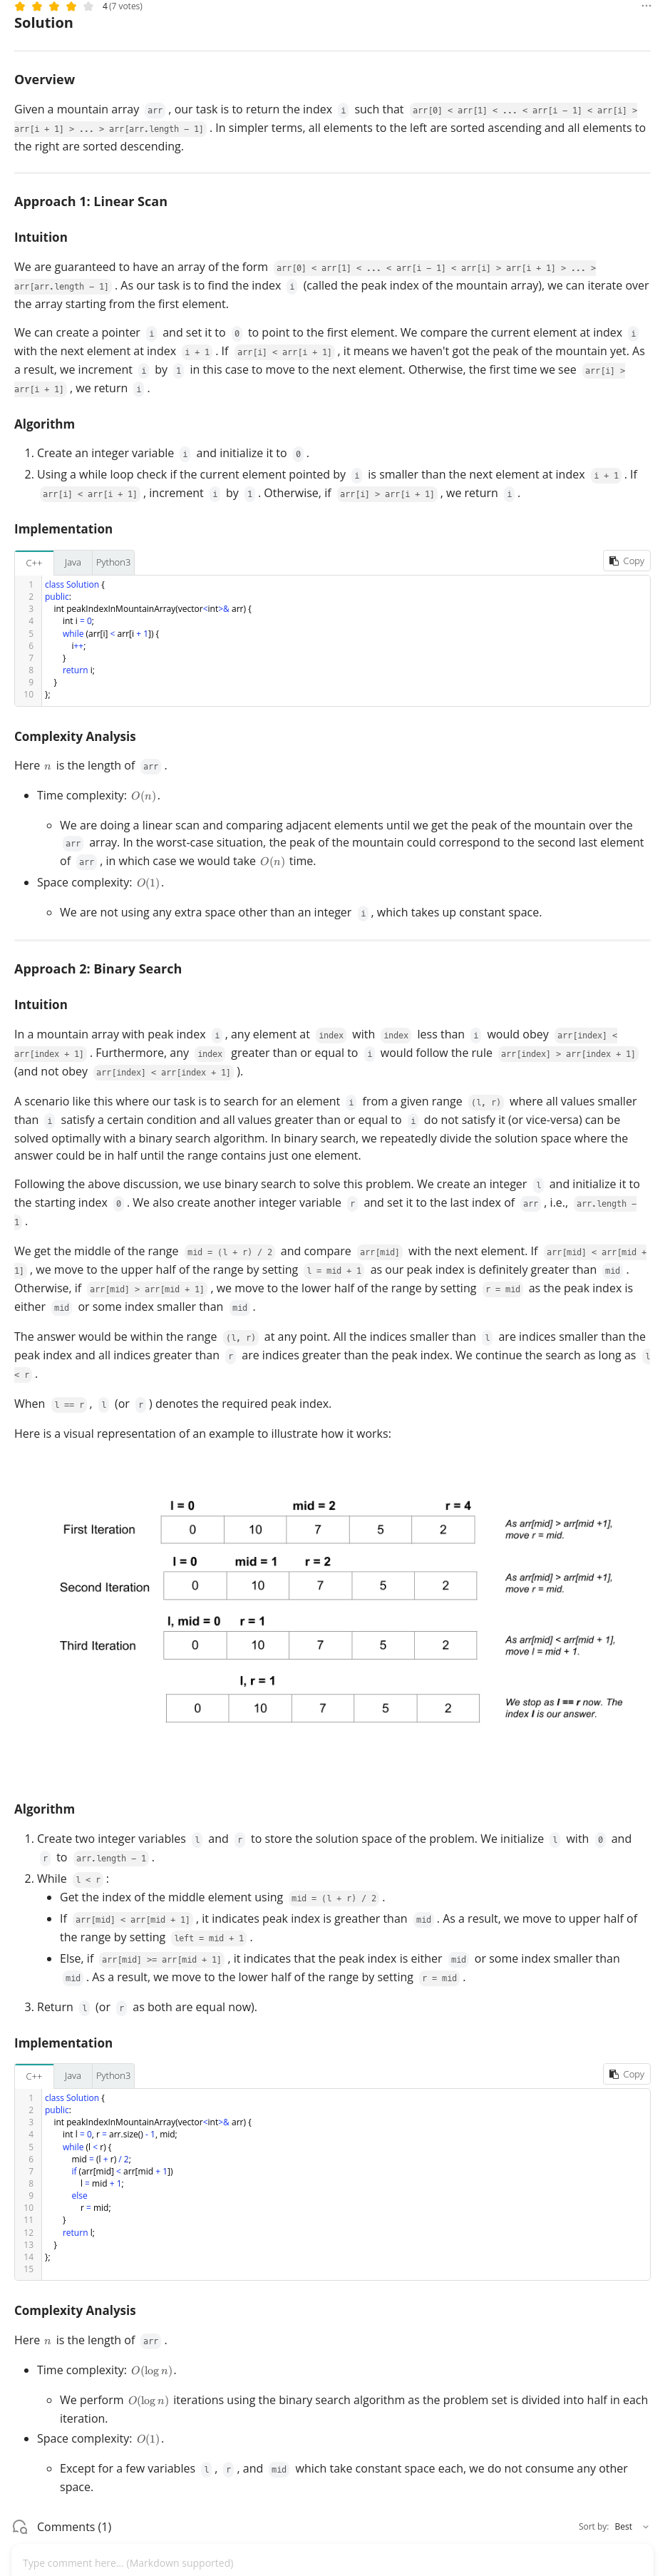 4 (7 votes)
...
Solution
Overview
Given a mountain array arr , our task is to return the index i such that arr[0] < arr[1] < ... < arr[i − 1] < arr[i] >
arr[i + 1] > ... > arr[arr.length − 1] . In simpler terms, all elements to the left are sorted ascending and all elements to
the right are sorted descending.
Approach 1: Linear Scan
Intuition
We are guaranteed to have an array of the form arr[0] < arr[1] < ... < arr[i − 1] < arr[i] > arr[i + 1] > ... >
arr[arr.length − 1] . As our task is to find the index i (called the peak index of the mountain array), we can iterate over
the array starting from the first element.
We can create a pointer i and set it to 0 to point to the first element. We compare the current element at index i
with the next element at index i + 1 . If arr[i] < arr[i + 1] , it means we haven't got the peak of the mountain yet. As
a result, we increment i by 1 in this case to move to the next element. Otherwise, the first time we see arr[i] >
arr[i + 1] , we return i .
Algorithm
1. Create an integer variable i and initialize it to 0 .
2. Using a while loop check if the current element pointed by i is smaller than the next element at index i + 1 . If
arr[i] < arr[i + 1] , increment i by 1 . Otherwise, if arr[i] > arr[i + 1] , we return i .
Implementation
C++ Java Python3 Copy
1 class Solution {
2 public:
3 int peakIndexInMountainArray(vector<int>& arr) {
4 int i = 0;
5 while (arr[i] < arr[i + 1]) {
6 i++;
7 }
8 return i;
9 }
10 };
Complexity Analysis
Here n is the length of arr .
• Time complexity: O(n).
◦ We are doing a linear scan and comparing adjacent elements until we get the peak of the mountain over the
arr array. In the worst-case situation, the peak of the mountain could correspond to the second last element
of arr , in which case we would take O(n) time.
• Space complexity: O(1).
◦ We are not using any extra space other than an integer i , which takes up constant space.
Approach 2: Binary Search
Intuition
In a mountain array with peak index i , any element at index with index less than i would obey arr[index] <
arr[index + 1] . Furthermore, any index greater than or equal to i would follow the rule arr[index] > arr[index + 1]
(and not obey arr[index] < arr[index + 1] ).
A scenario like this where our task is to search for an element i from a given range (l, r) where all values smaller
than i satisfy a certain condition and all values greater than or equal to i do not satisfy it (or vice-versa) can be
solved optimally with a binary search algorithm. In binary search, we repeatedly divide the solution space where the
answer could be in half until the range contains just one element.
Following the above discussion, we use binary search to solve this problem. We create an integer l and initialize it to
the starting index 0 . We also create another integer variable r and set it to the last index of arr , i.e., arr.length −
1 .
We get the middle of the range mid = (l + r) / 2 and compare arr[mid] with the next element. If arr[mid] < arr[mid +
1] , we move to the upper half of the range by setting l = mid + 1 as our peak index is definitely greater than mid .
Otherwise, if arr[mid] > arr[mid + 1] , we move to the lower half of the range by setting r = mid as the peak index is
either mid or some index smaller than mid .
The answer would be within the range (l, r) at any point. All the indices smaller than l are indices smaller than the
peak index and all indices greater than r are indices greater than the peak index. We continue the search as long as l
< r .
When l == r , l (or r ) denotes the required peak index.
Here is a visual representation of an example to illustrate how it works:
l = 0 mid = 2 r = 4
First Iteration 0 10 7 5 2 As arr[mid] > arr[mid +1],
move r = mid.
l = 0 mid = 1 r = 2
Second Iteration 0 10 7 5 2 As arr[mid] > arr[mid +1],
move r = mid.
l, mid = 0 r = 1
Third Iteration 0 10 7 5 2 As arr[mid] < arr[mid + 1],
move l = mid + 1.
l, r = 1
0 10 7 5 2 We stop as l == r now. The
index l is our answer.
Algorithm
1. Create two integer variables l and r to store the solution space of the problem. We initialize l with 0 and
r to arr.length − 1 .
2. While l < r :
• Get the index of the middle element using mid = (l + r) / 2 .
• If arr[mid] < arr[mid + 1] , it indicates peak index is greather than mid . As a result, we move to upper half of
the range by setting left = mid + 1 .
• Else, if arr[mid] >= arr[mid + 1] , it indicates that the peak index is either mid or some index smaller than
mid . As a result, we move to the lower half of the range by setting r = mid .
3. Return l (or r as both are equal now).
Implementation
C++ Java Python3 Copy
1 class Solution {
2 public:
3 int peakIndexInMountainArray(vector<int>& arr) {
4 int l = 0, r = arr.size() - 1, mid;
5 while (l < r) {
6 mid = (l + r) / 2;
7 if (arr[mid] < arr[mid + 1])
8 l = mid + 1;
9 else
10 r = mid;
11 }
12 return l;
13 }
14 };
15
Complexity Analysis
Here n is the length of arr .
• Time complexity: O(log n).
◦ We perform O(log n) iterations using the binary search algorithm as the problem set is divided into half in each
iteration.
• Space complexity: O(1).
◦ Except for a few variables l , r , and mid which take constant space each, we do not consume any other
space.
Comments (1) Sort by: Best
Type comment here... (Markdown supported)